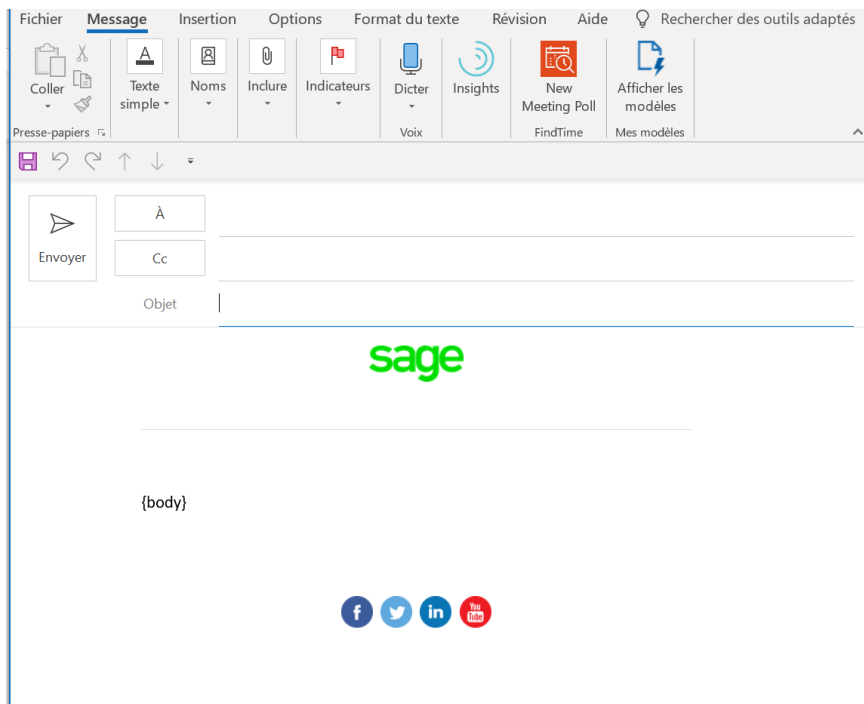 Fichier Message Insertion Options Format du texte Révision Aide Rechercher des outils adaptés
Coller
Texte simple
Noms
Inclure
Indicateurs
Dicter
Insights
New Meeting Poll
Afficher les modèles
Presse-papiers Voix FindTime Mes modèles
Envoyer
À
Cc
Objet
sage
{body}
f in You Tube